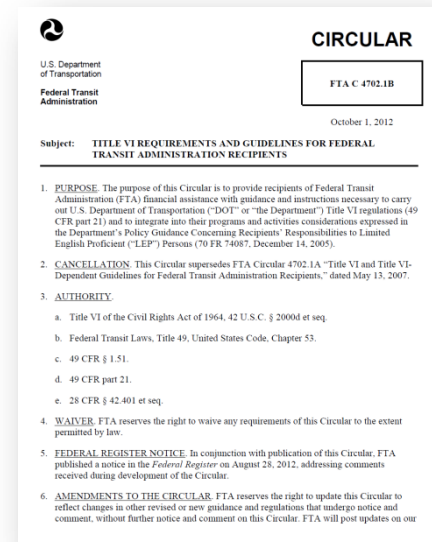 CIRCULAR
U.S. Department
of Transportation
Federal Transit
Administration
FTA C 4702.1B
October 1, 2012
Subject: TITLE VI REQUIREMENTS AND GUIDELINES FOR FEDERAL
TRANSIT ADMINISTRATION RECIPIENTS
1. PURPOSE. The purpose of this Circular is to provide recipients of Federal Transit
Administration (FTA) financial assistance with guidance and instructions necessary to carry
out U.S. Department of Transportation (“DOT” or “the Department”) Title VI regulations (49
CFR part 21) and to integrate into their programs and activities considerations expressed in
the Department’s Policy Guidance Concerning Recipients’ Responsibilities to Limited
English Proficient (“LEP”) Persons (70 FR 74087, December 14, 2005).
2. CANCELLATION. This Circular supersedes FTA Circular 4702.1A “Title VI and Title VI-
Dependent Guidelines for Federal Transit Administration Recipients,” dated May 13, 2007.
3. AUTHORITY.
a. Title VI of the Civil Rights Act of 1964, 42 U.S.C. § 2000d et seq.
b. Federal Transit Laws, Title 49, United States Code, Chapter 53.
c. 49 CFR § 1.51.
d. 49 CFR part 21.
e. 28 CFR § 42.401 et seq.
4. WAIVER. FTA reserves the right to waive any requirements of this Circular to the extent
permitted by law.
5. FEDERAL REGISTER NOTICE. In conjunction with publication of this Circular, FTA
published a notice in the Federal Register on August 28, 2012, addressing comments
received during development of the Circular.
6. AMENDMENTS TO THE CIRCULAR. FTA reserves the right to update this Circular to
reflect changes in other revised or new guidance and regulations that undergo notice and
comment, without further notice and comment on this Circular. FTA will post updates on our